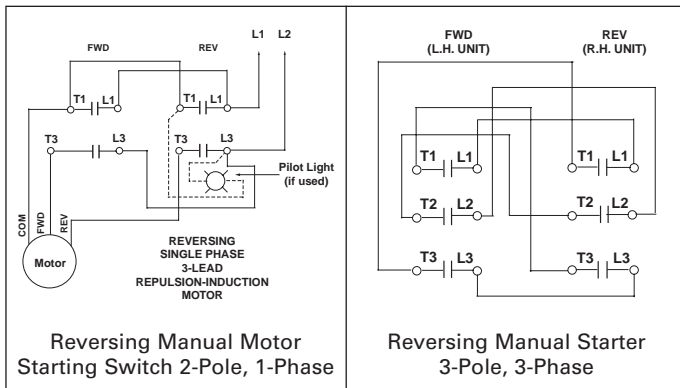 L1 L2
FWD REV
T1 L1 T1 L1
T3 L3 T3 L3
Pilot Light
(if used)
COM
FWD
REV
Motor
REVERSING
SINGLE PHASE
3-LEAD
REPULSION-INDUCTION
MOTOR
Reversing Manual Motor
Starting Switch 2-Pole, 1-Phase
FWD REV
(L.H. UNIT) (R.H. UNIT)
T1 L1 T1 L1
T2 L2 T2 L2
T3 L3 T3 L3
Reversing Manual Starter
3-Pole, 3-Phase